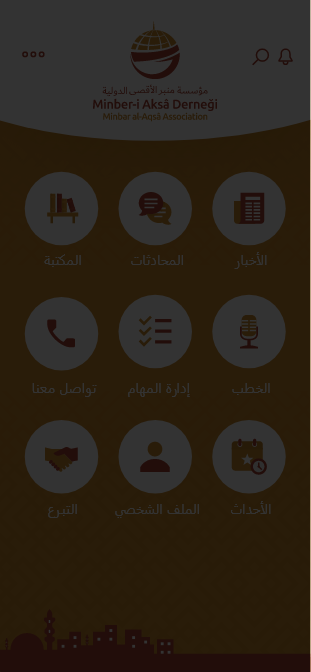 مؤسسة منبر الأقصى الدولية
Minber-i Aksâ Derneği
Minbar al-Aqsâ Association
الأخبار
المحادثات
المكتبة
الخطب
إدارة المهام
تواصل معنا
الأحداث
الملف الشخصي
التبرع